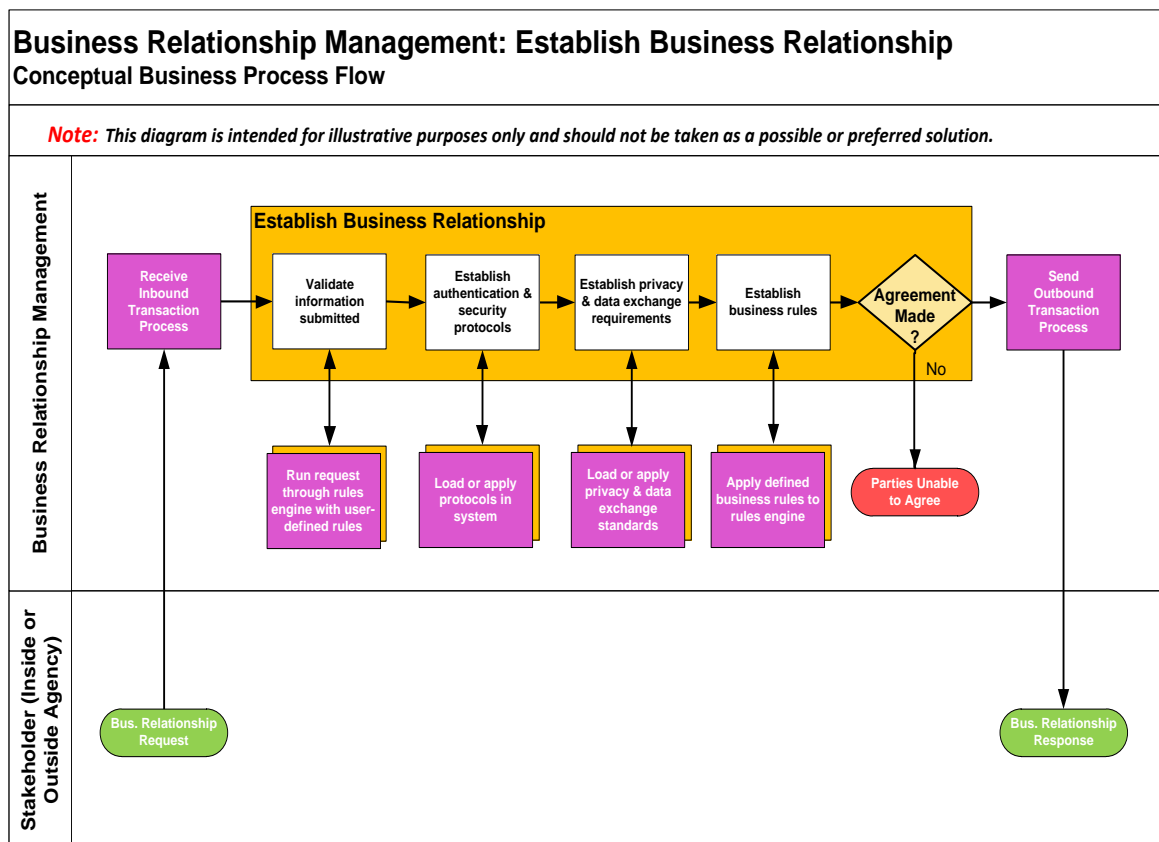 Business Relationship Management: Establish Business Relationship
Conceptual Business Process Flow
Note: This diagram is intended for illustrative purposes only and should not be taken as a possible or preferred solution.
Business Relationship Management
Establish Business Relationship
Receive
Inbound
Transaction
Process
Validate
information
submitted
Establish
authentication &
security
protocols
Establish privacy
& data exchange
requirements
Establish
business rules
Agreement
Made
?
No
Send
Outbound
Transaction
Process
Run request
through rules
engine with user-
defined rules
Load or apply
protocols in
system
Load or apply
privacy & data
exchange
standards
Apply defined
business rules to
rules engine
Parties Unable
to Agree
Stakeholder (Inside or
Outside Agency)
Bus. Relationship
Request
Bus. Relationship
Response